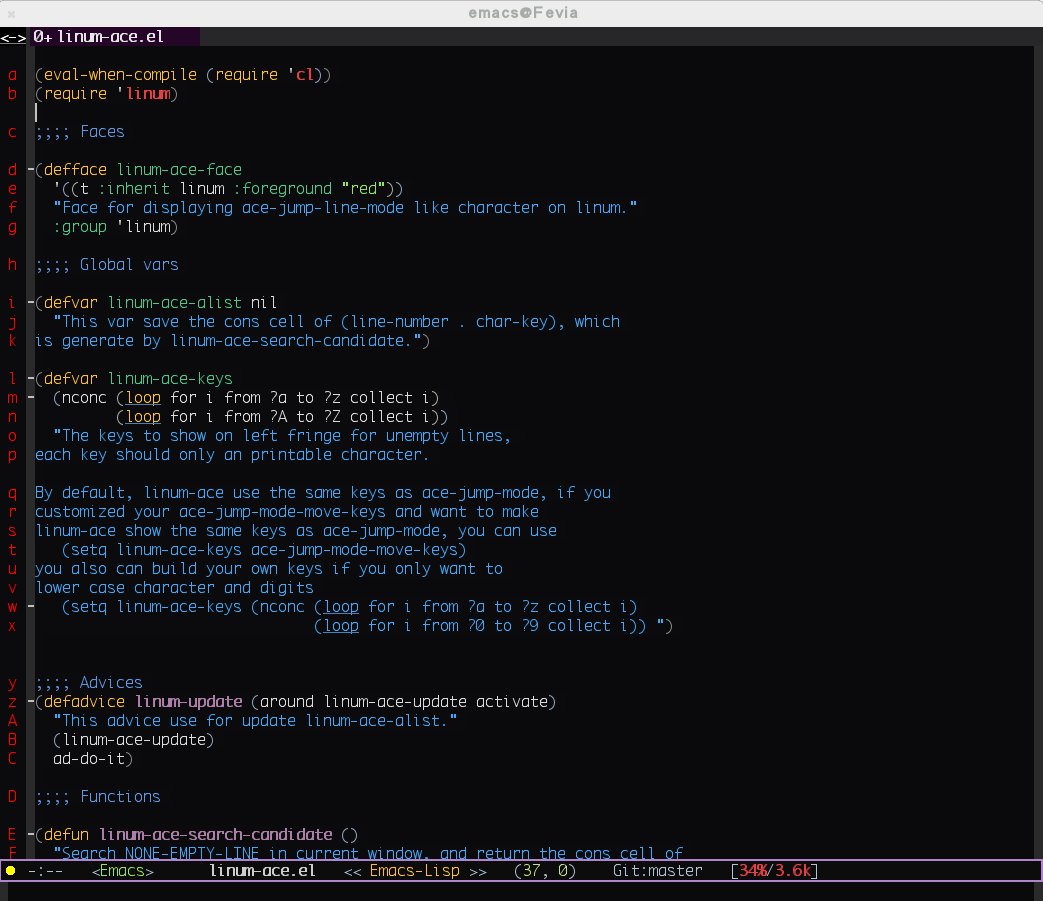 emacs@Fevia
<-> 0+ linum-ace.el
a (eval-when-compile (require 'cl))
b (require 'linum)
c ;;;; Faces
d -(defface linum-ace-face
e '((t :inherit linum :foreground "red"))
f "Face for displaying ace-jump-line-mode like character on linum."
g :group 'linum)
h ;;;; Global vars
i -(defvar linum-ace-alist nil
j "This var save the cons cell of (line-number . char-key), which
k is generate by linum-ace-search-candidate.")
l -(defvar linum-ace-keys
m - (nconc (loop for i from ?a to ?z collect i)
n (loop for i from ?A to ?Z collect i))
o "The keys to show on left fringe for unempty lines,
p each key should only an printable character.
q By default, linum-ace use the same keys as ace-jump-mode, if you
r customized your ace-jump-mode-move-keys and want to make
s linum-ace show the same keys as ace-jump-mode, you can use
t (setq linum-ace-keys ace-jump-mode-move-keys)
u you also can build your own keys if you only want to
v lower case character and digits
w - (setq linum-ace-keys (nconc (loop for i from ?a to ?z collect i)
x (loop for i from ?0 to ?9 collect i)) ")
y ;;;; Advices
z -(defadvice linum-update (around linum-ace-update activate)
A "This advice use for update linum-ace-alist."
B (linum-ace-update)
C ad-do-it)
D ;;;; Functions
E -(defun linum-ace-search-candidate ()
F "Search NONE-EMPTY-LINE in current window, and return the cons cell of
-:-- <Emacs> linum-ace.el << Emacs-Lisp >> (37, 0) Git:master [34%/3.6k]